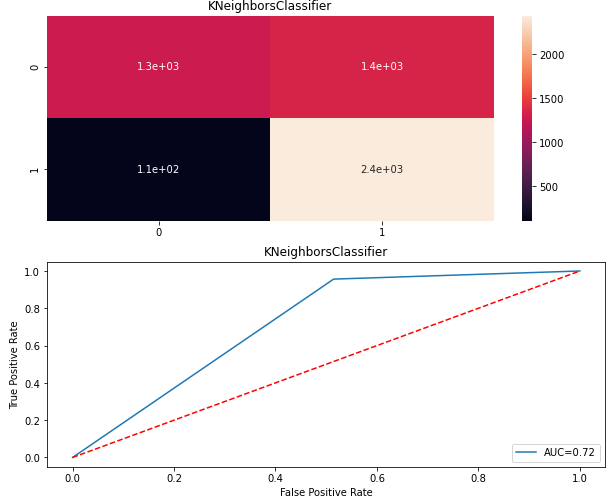 KNeighborsClassifier
0
1.3e+03
1.4e+03
1
1.1e+02
2.4e+03
0
1
2000
1500
1000
500
KNeighborsClassifier
1.0
0.8
0.6
0.4
0.2
0.0
True Positive Rate
0.0
0.2
0.4
0.6
0.8
1.0
AUC=0.72
False Positive Rate